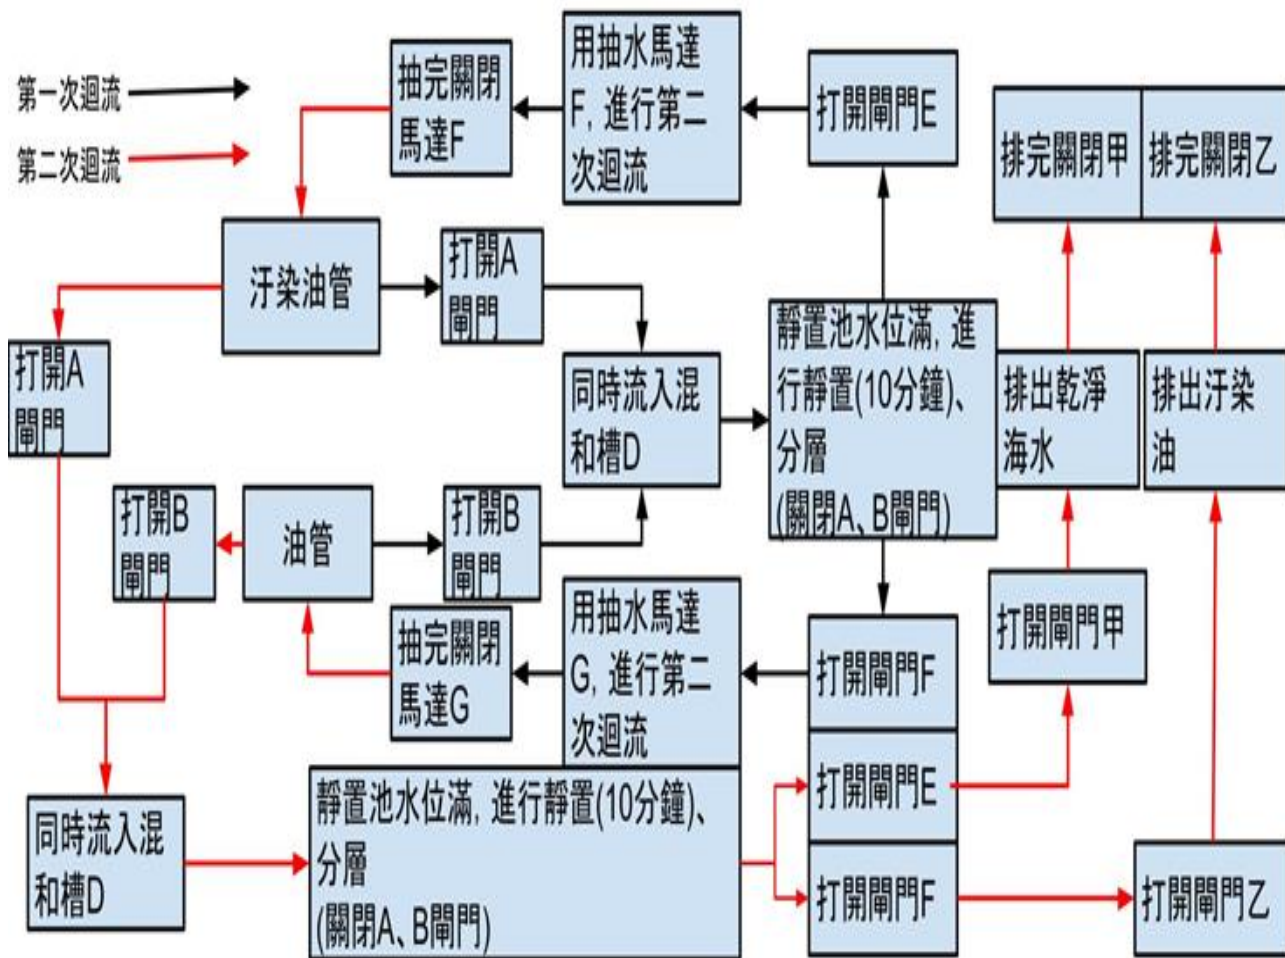 第一次迴流
第二次迴流
抽完關閉
馬達F
用抽水馬達
F, 進行第二
次迴流
打開閘門E
排完關閉甲
排完關閉乙
汙染油管
打開A
閘門
打開A
閘門
同時流入混
和槽D
靜置池水位滿, 進
行靜置(10分鐘)、
分層
(關閉A、B閘門)
排出乾淨
海水
排出汙染
油
打開B
閘門
油管
打開B
閘門
抽完關閉
馬達G
用抽水馬達
G, 進行第二
次迴流
打開閘門F
打開閘門甲
打開閘門E
同時流入混
和槽D
靜置池水位滿, 進行靜置(10分鐘)、
分層
(關閉A、B閘門)
打開閘門F
打開閘門乙